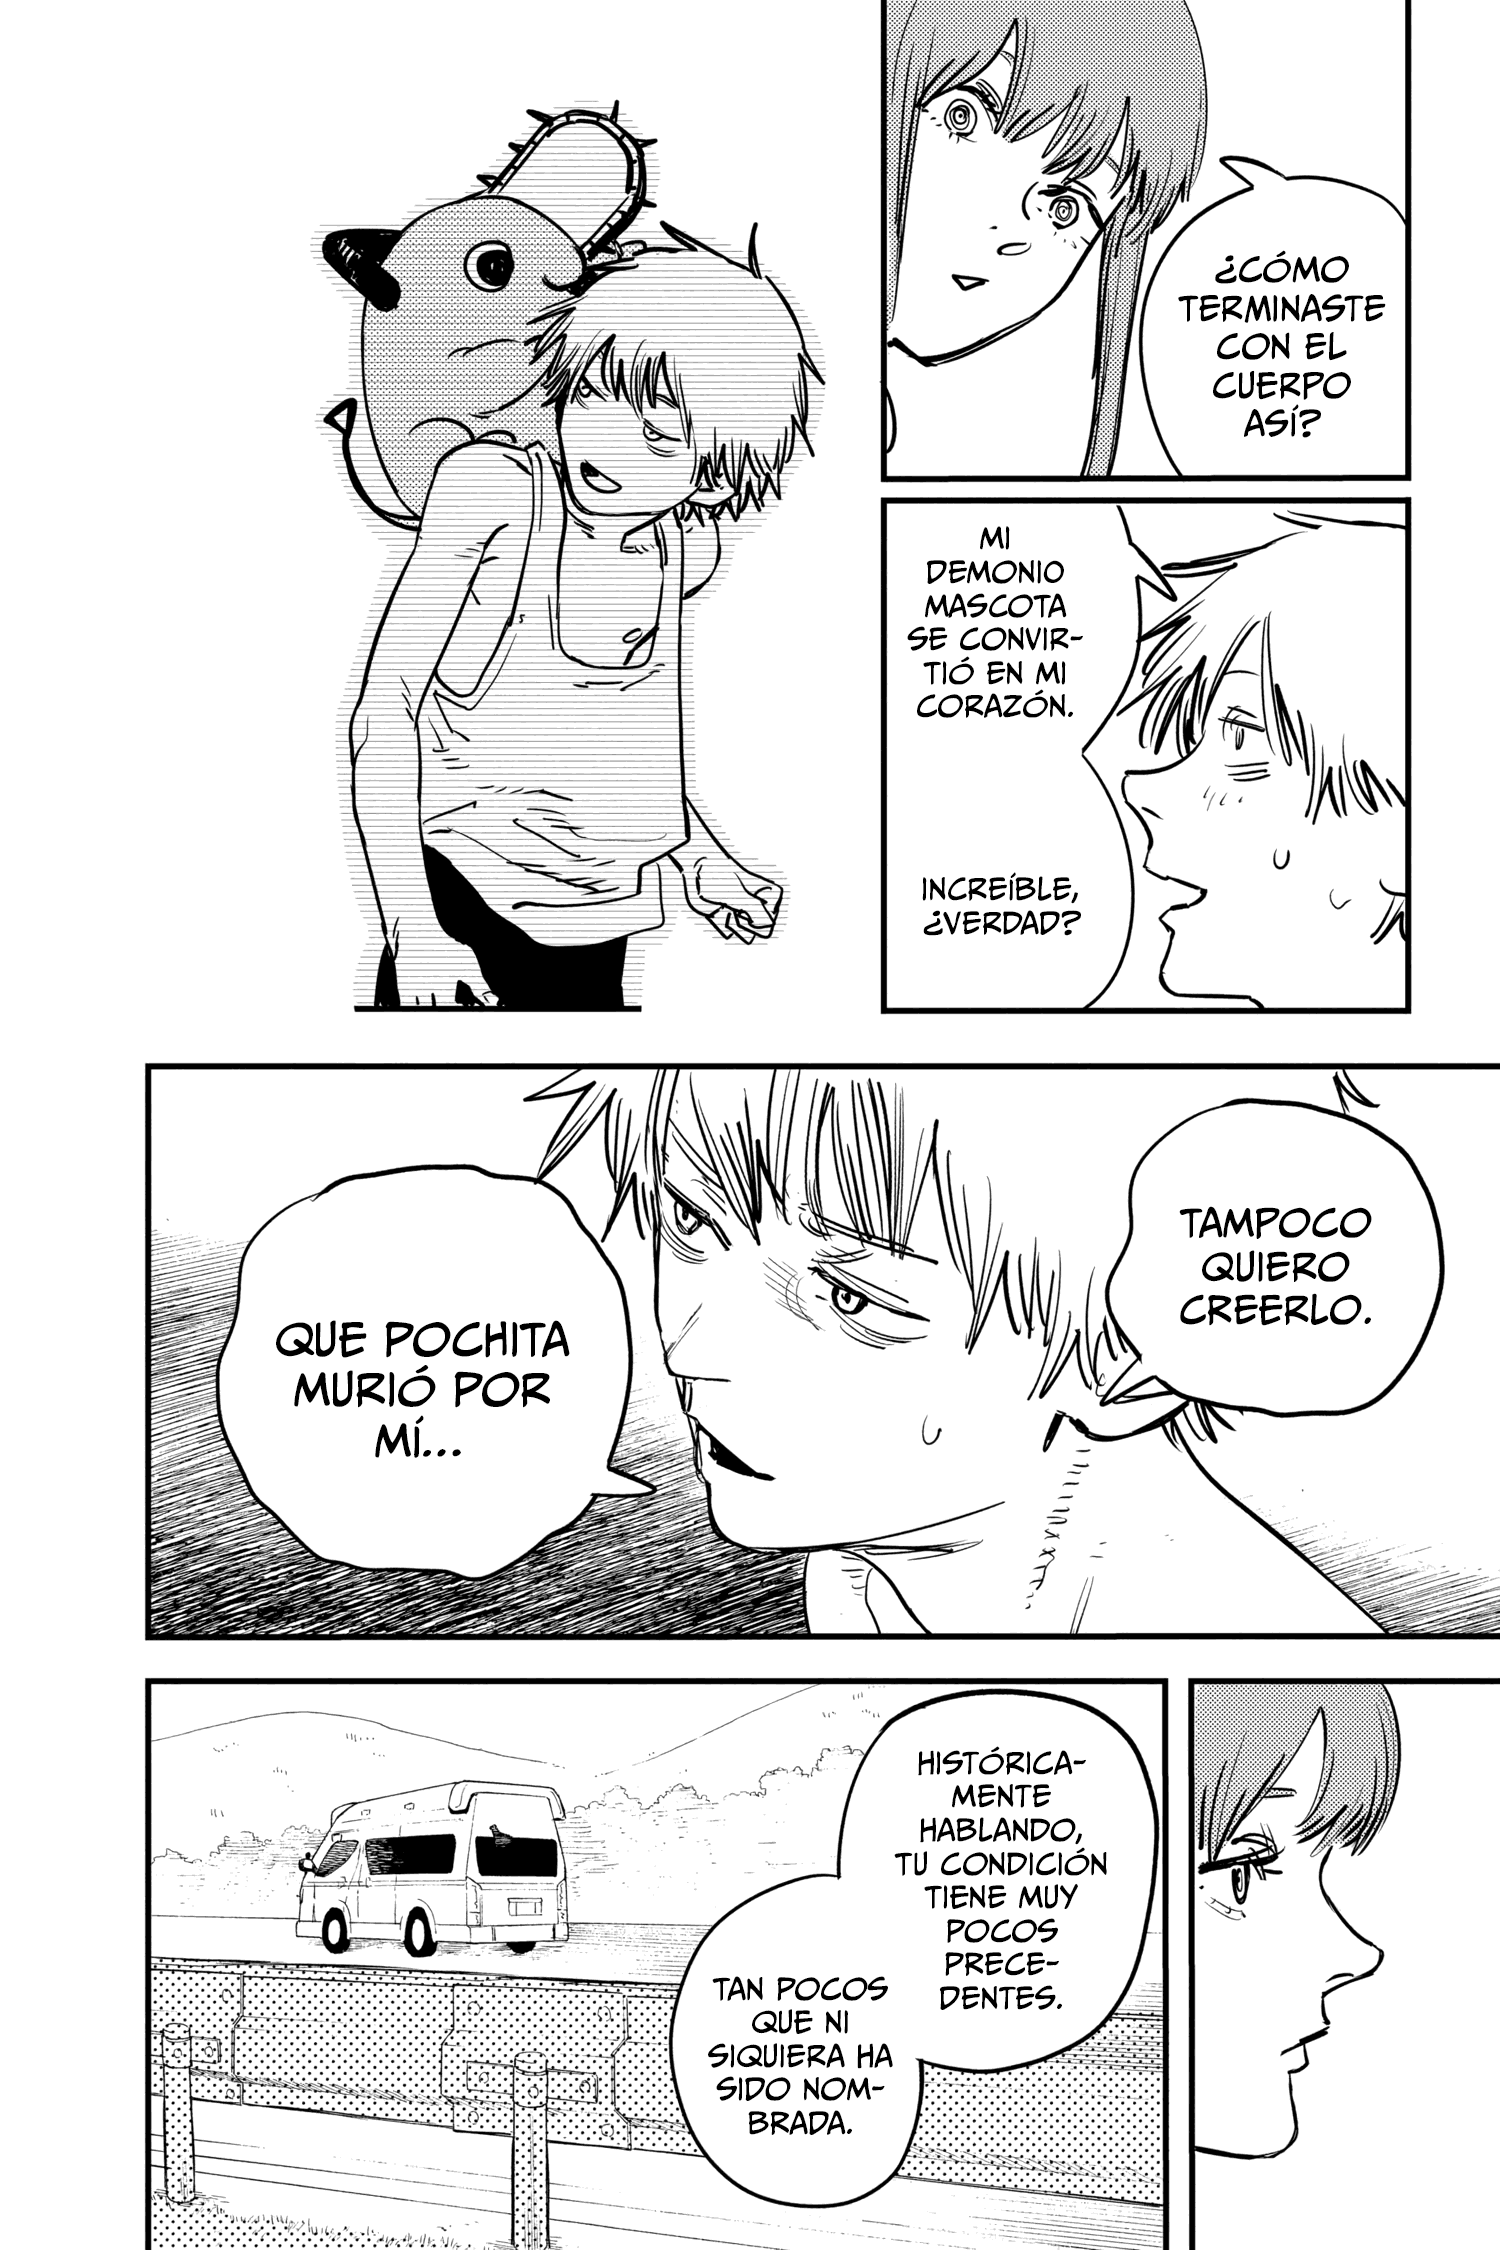 ¿CÓMO
TERMINASTE
CON EL
CUERPO
ASÍ?
MI
DEMONIO
MASCOTA
SE CONVIR-
TIÓ EN MI
CORAZÓN.
INCREÍBLE,
¿VERDAD?
TAMPOCO
QUIERO
CREERLO.
QUE POCHITA
MURIÓ POR
MÍ...
HISTÓRICA-
MENTE
HABLANDO,
TU CONDICIÓN
TIENE MUY
POCOS
PRECE-
DENTES.
TAN POCOS
QUE NI
SIQUIERA HA
SIDO NOM-
BRADA.